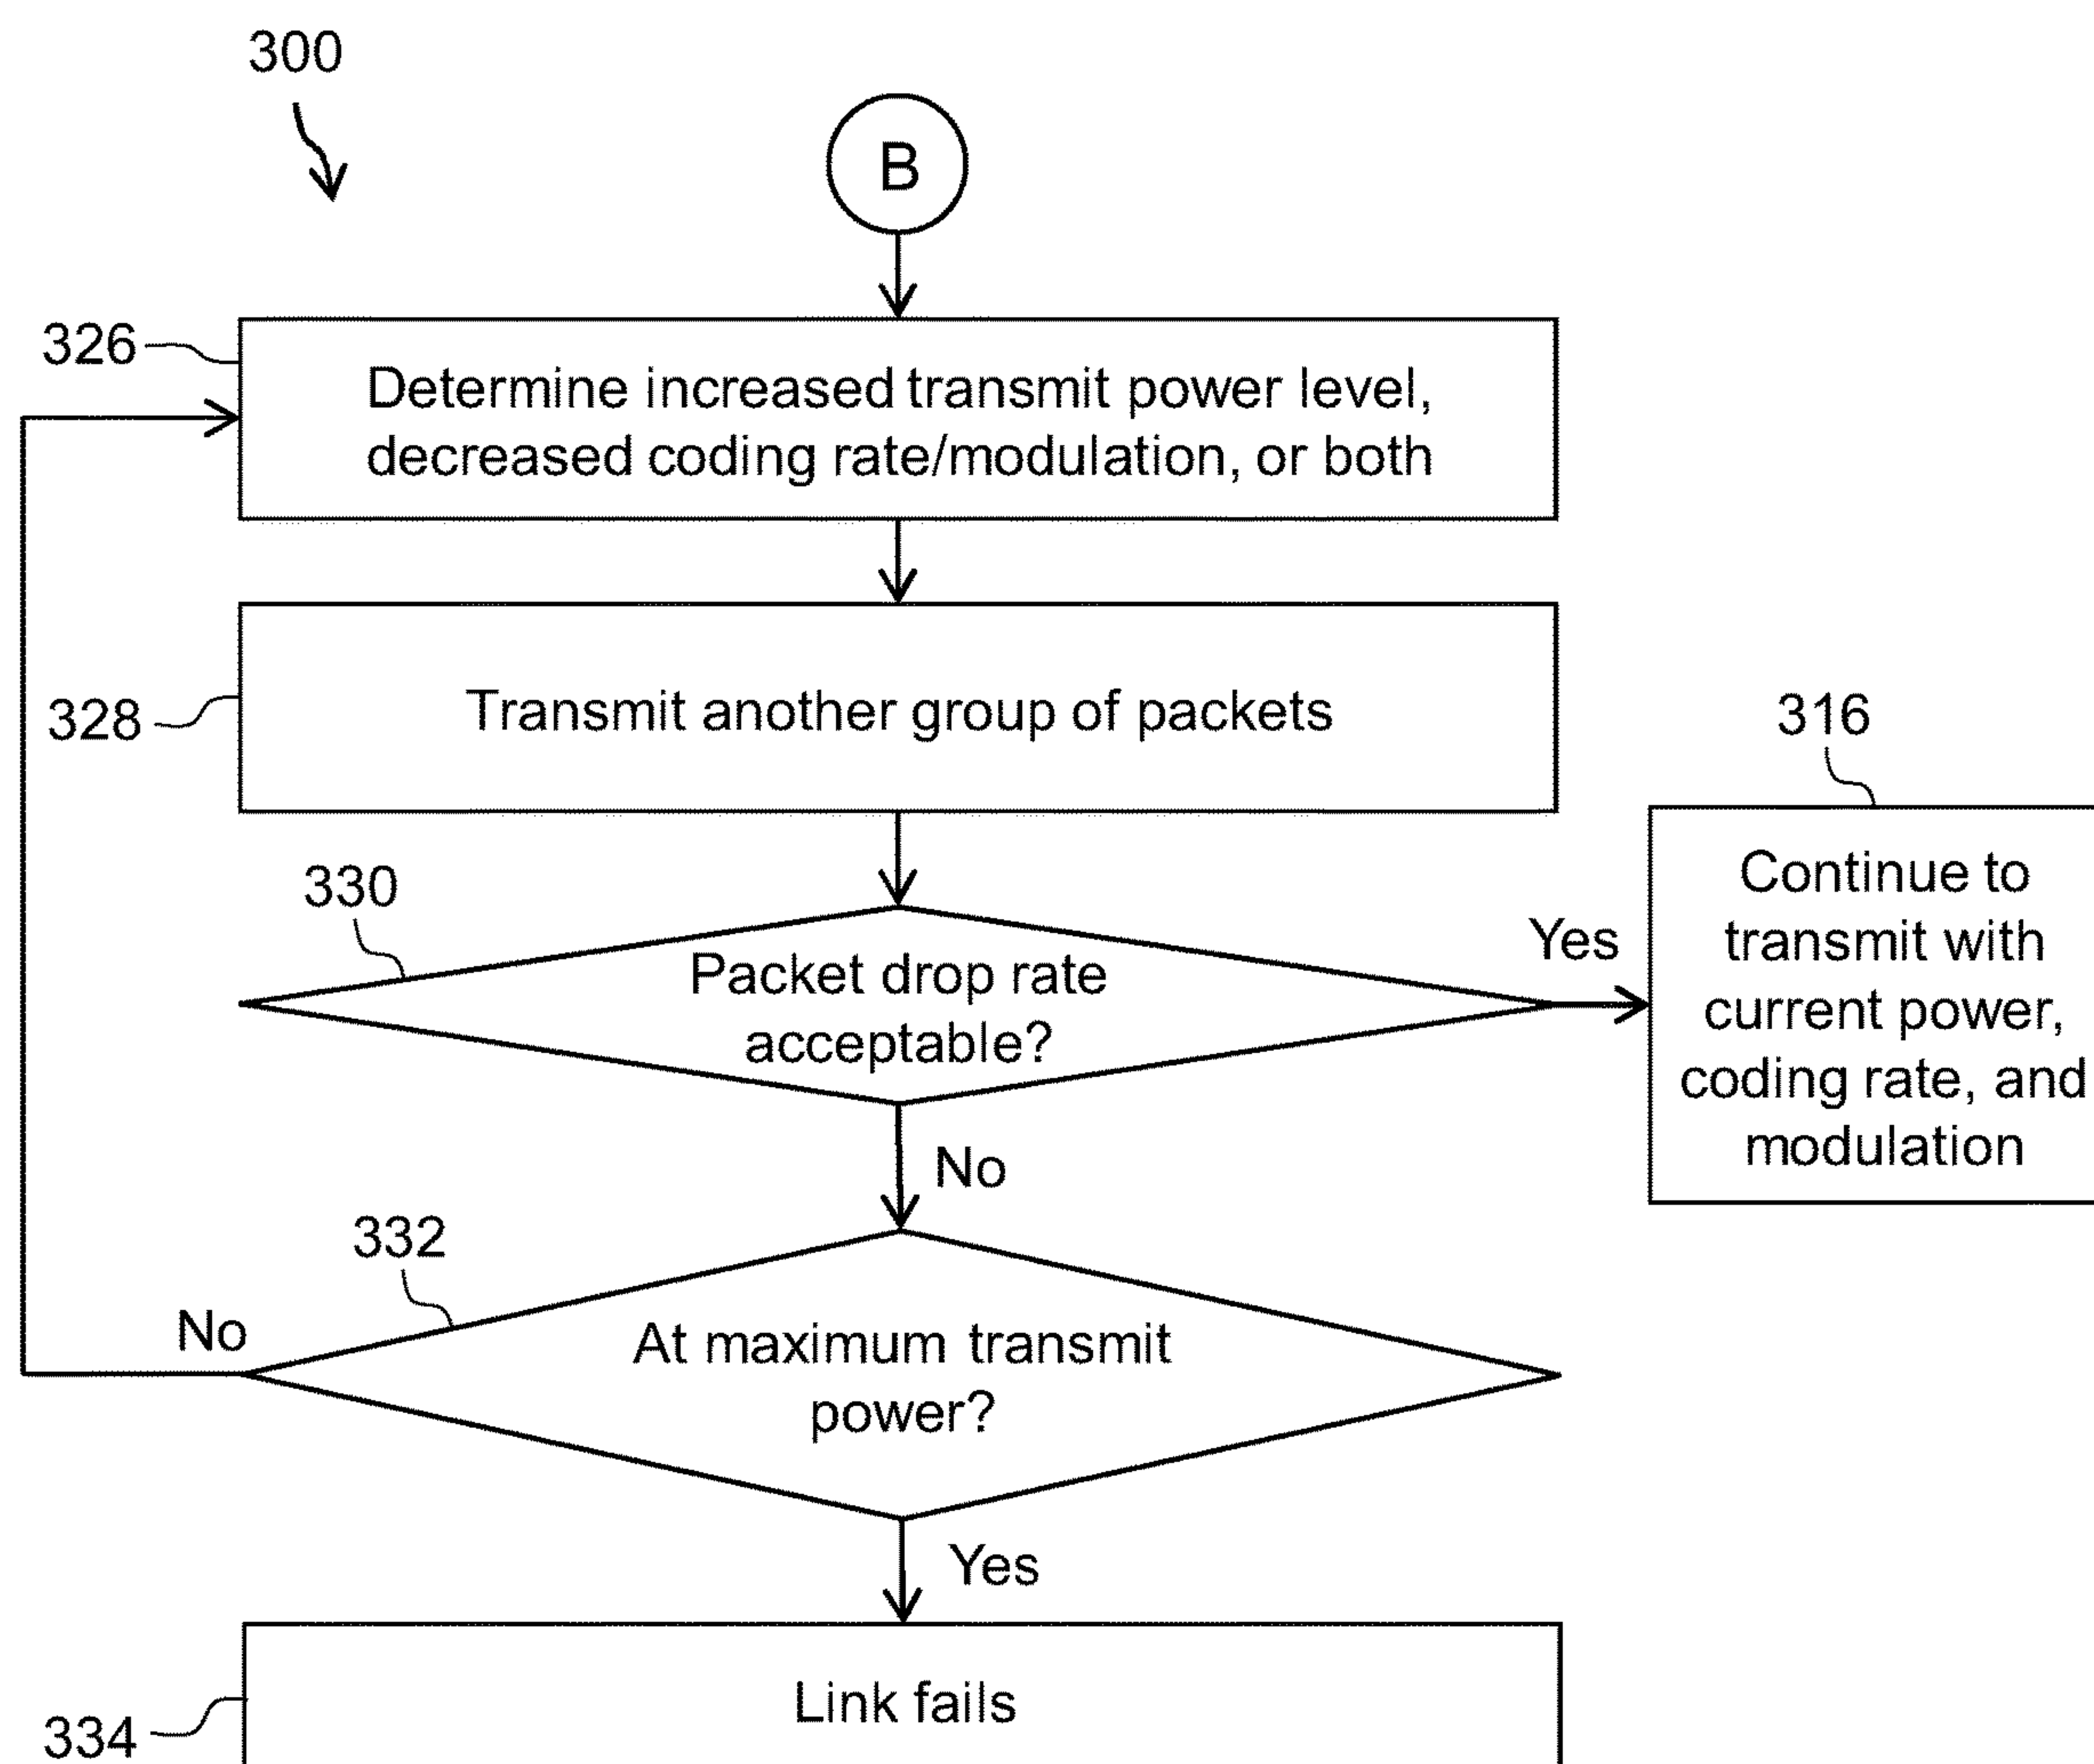 300
B
326
Determine increased transmit power level,
decreased coding rate/modulation, or both
328
Transmit another group of packets
316
Continue to
transmit with
current power,
coding rate, and
modulation
330
Packet drop rate
acceptable?
Yes
No
332
No
At maximum transmit
power?
Yes
Link fails
334